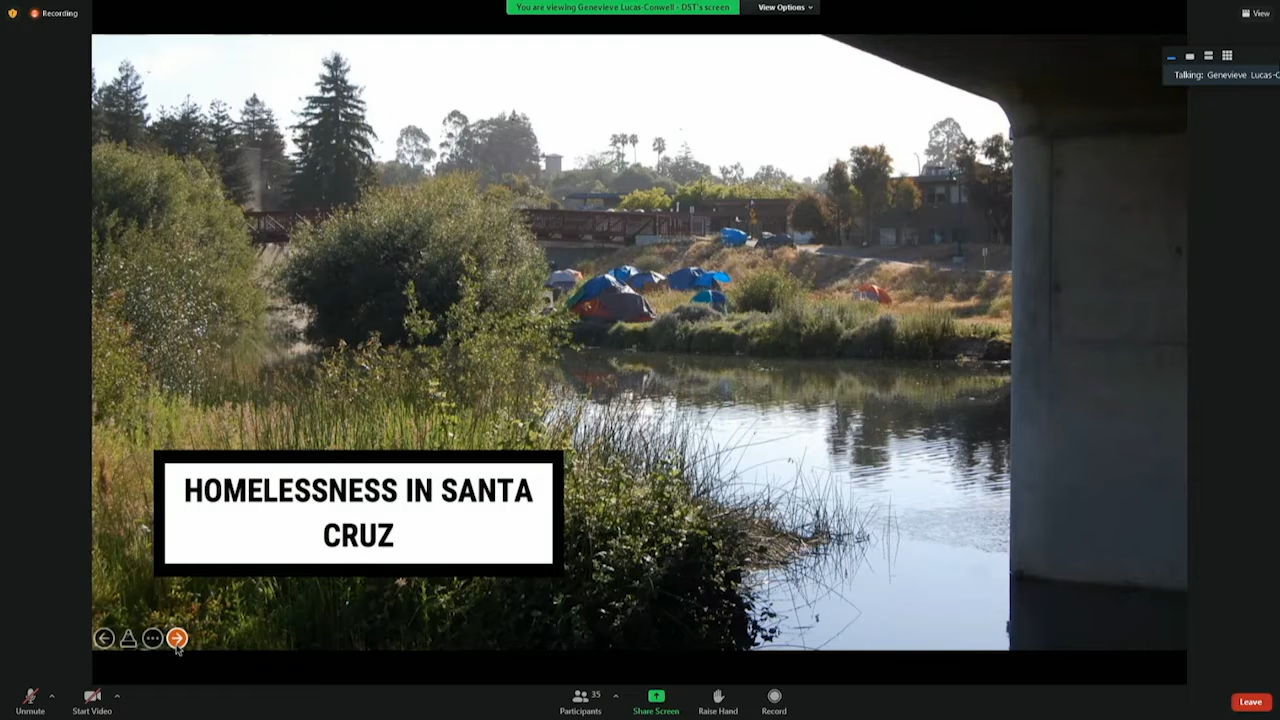 Recording
You are viewing Genevieve Lucas-Conwell - DST's screen
View Options
View
Talking: Genevieve Lucas-C
HOMELESSNESS IN SANTA
CRUZ
Unmute
Start Video
35
Participants
Share Screen
Raise Hand
Record
Leave